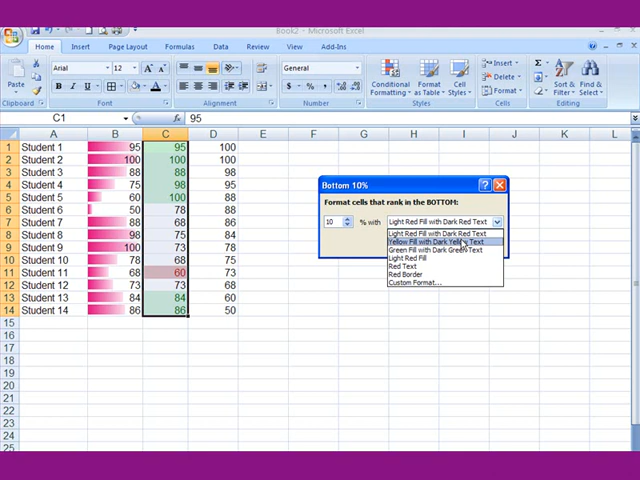 Book2 - Microsoft Excel
Home Insert Page Layout Formulas Data Review View Add-Ins
Paste Arial 12 A A General Conditional Formatting Format as Table Cell Styles Insert Delete Format Sort & Filter Find & Select
B I U A $ % , .0 .00
Clipboard Font Alignment Number Styles Cells Editing
C1 fx 95
A B C D E F G H I J K L
1 Student 1 95 95 100
2 Student 2 100 100 100
3 Student 3 88 88 98
4 Student 4 75 98 95
5 Student 5 60 100 88
6 Student 6 50 78 88
7 Student 7 88 68 98
8 Student 8 98 75 84
9 Student 9 100 73 78
10 Student 10 78 68 75
11 Student 11 68 60 73
12 Student 12 73 73 68
13 Student 13 84 84 60
14 Student 14 86 86 50
15
16
17
18
19
20
21
22
23
24
25
Bottom 10% ?
Format cells that rank in the BOTTOM:
10 % with Light Red Fill with Dark Red Text
Light Red Fill with Dark Red Text
Yellow Fill with Dark Yellow Text
Green Fill with Dark Green Text
Light Red Fill
Red Text
Red Border
Custom Format...